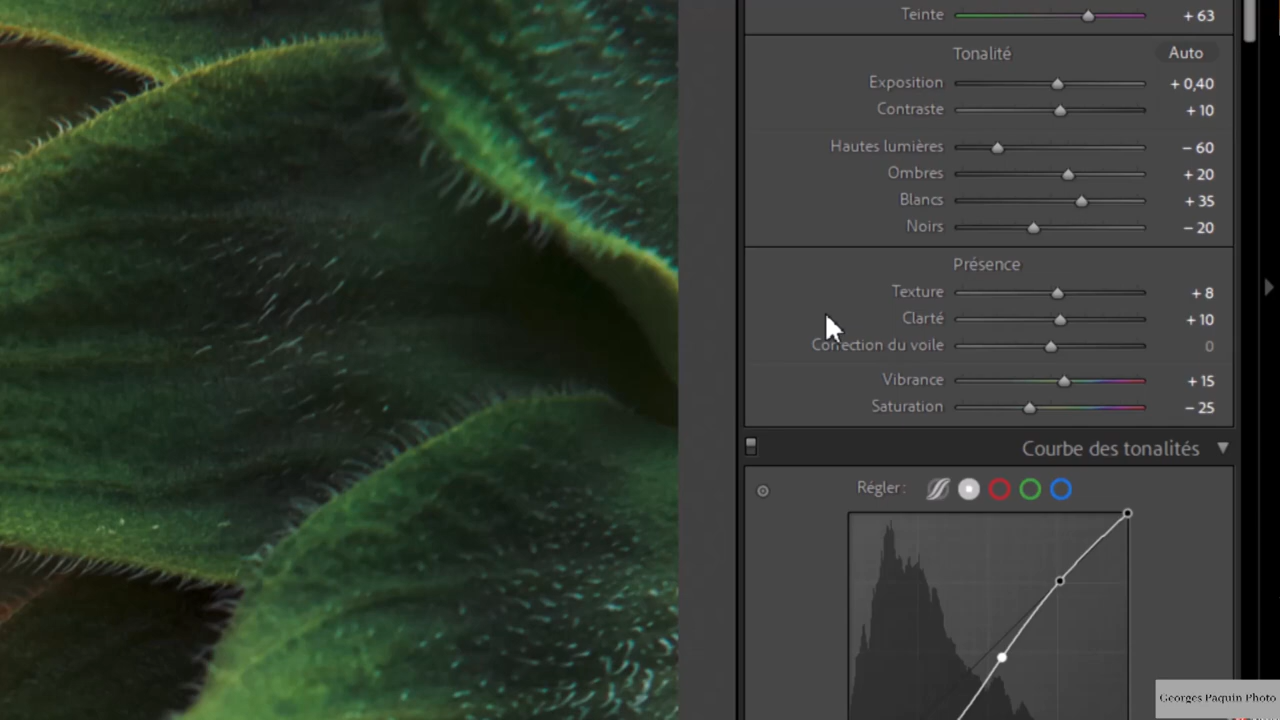 Teinte +63
Tonalité Auto
Exposition +0,40
Contraste +10
Hautes lumières −60
Ombres +20
Blancs +35
Noirs −20
Présence
Texture +8
Clarté +10
Correction du voile 0
Vibrance +15
Saturation −25
Courbe des tonalités
Régler :
Georges Paquin Photo.